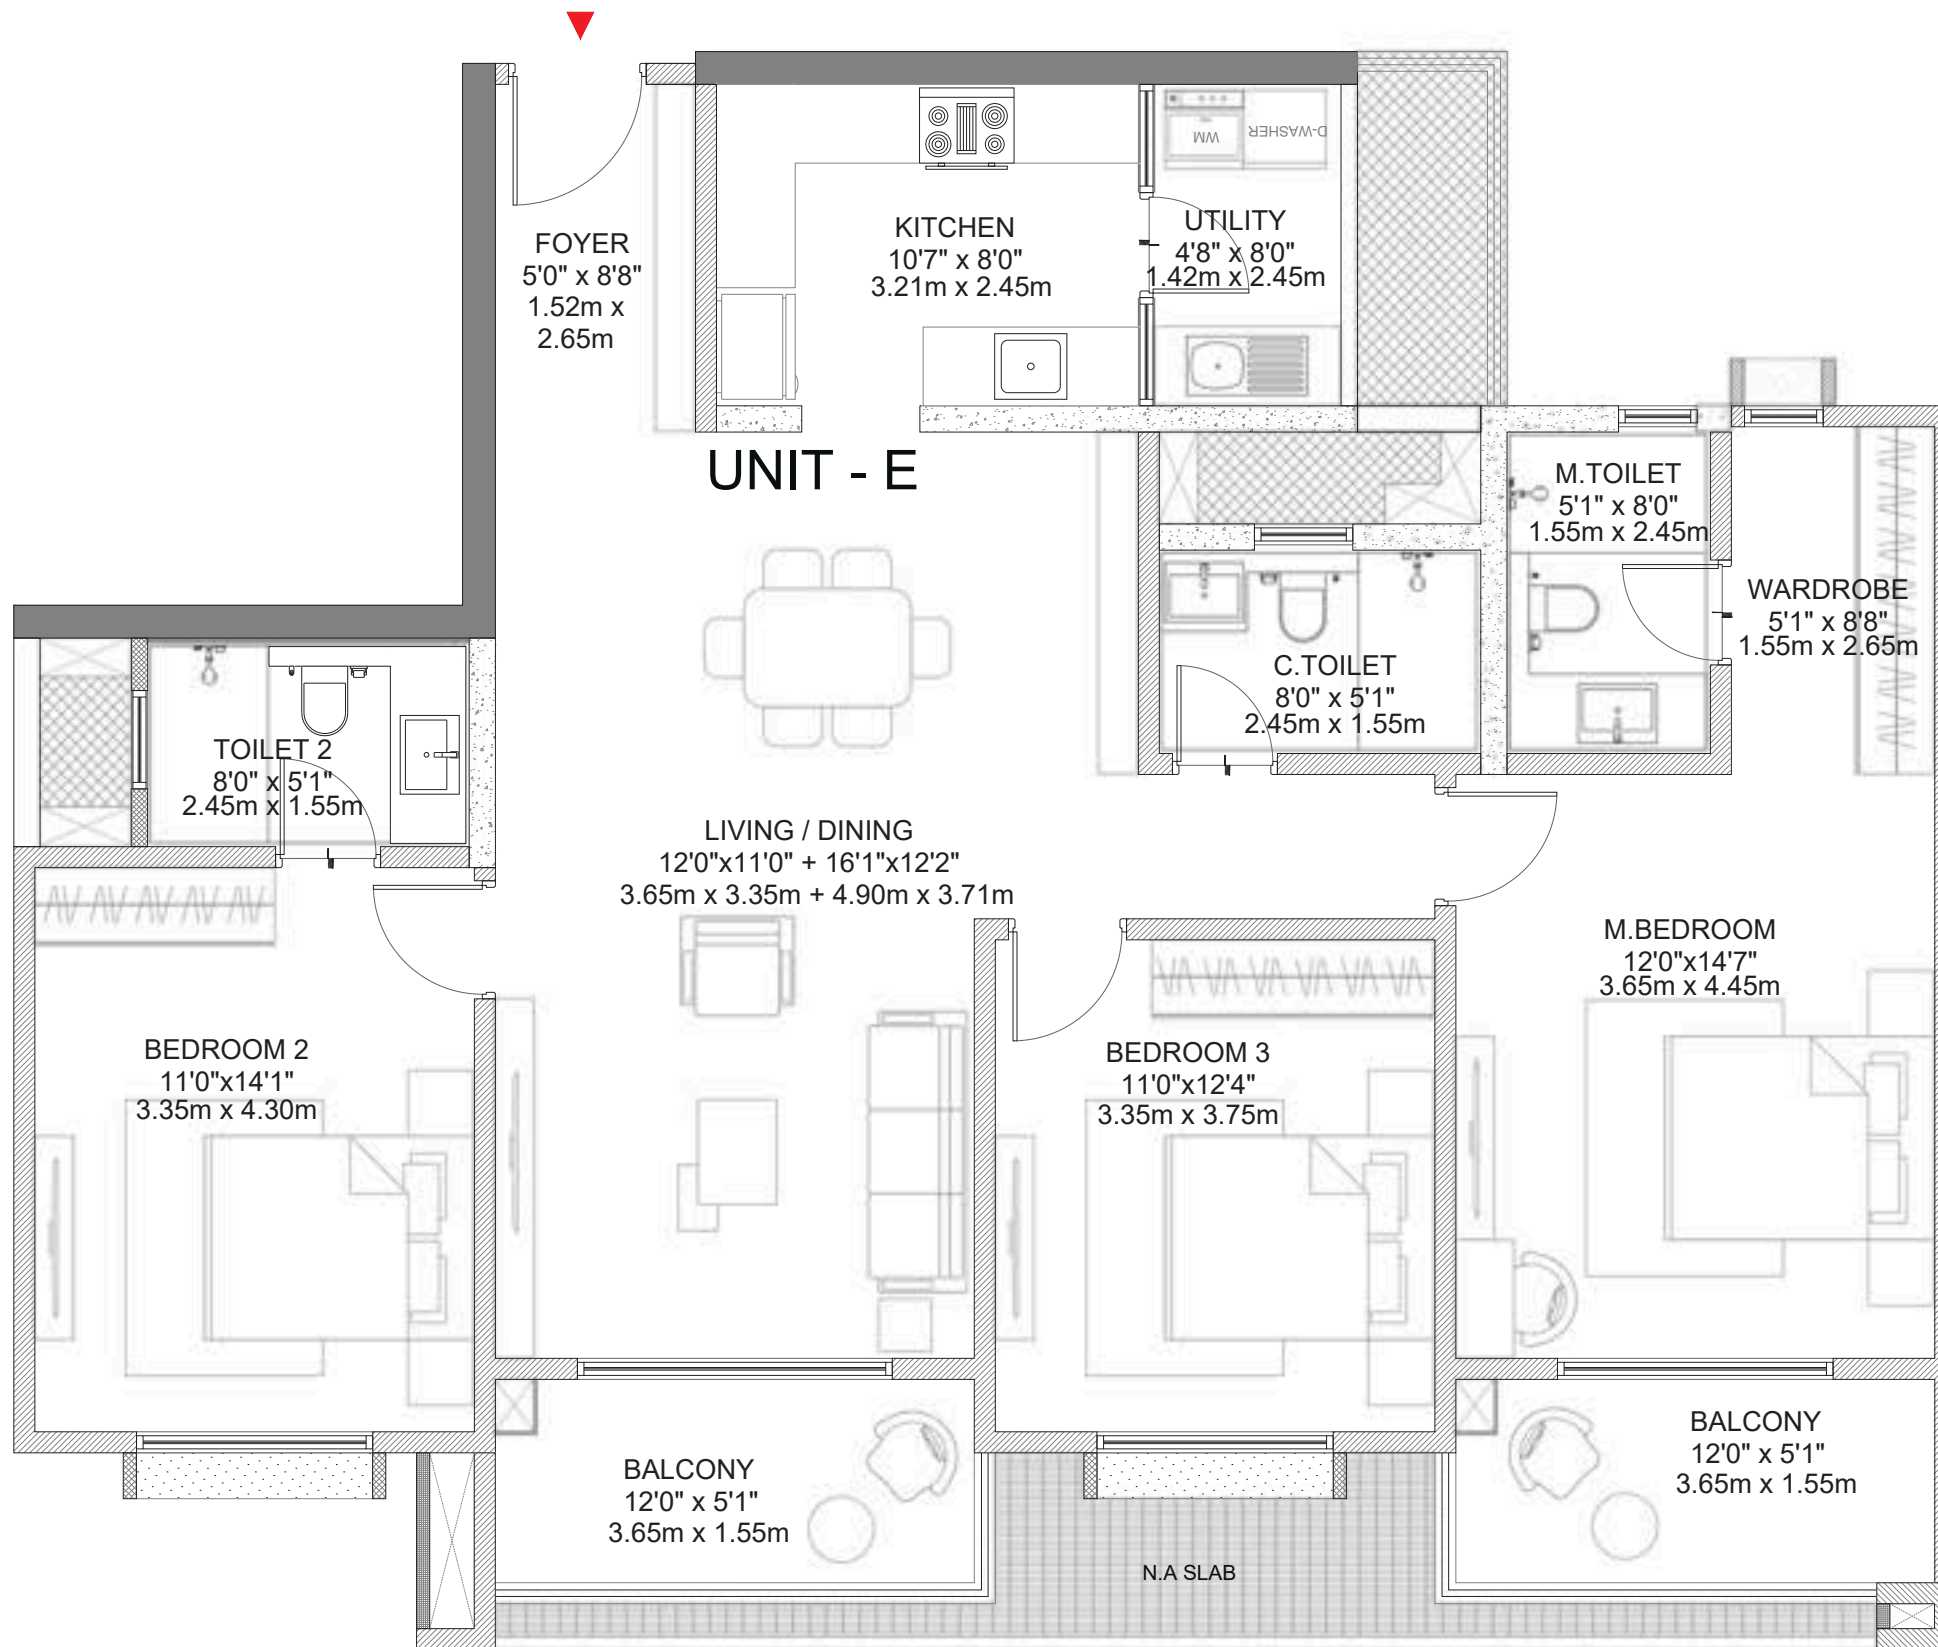 FOYER
5'0" x 8'8"
1.52m x
2.65m
KITCHEN
10'7" x 8'0"
3.21m x 2.45m
WM
D-WASHER
UTILITY
4'8" x 8'0"
1.42m x 2.45m
UNIT - E
M.TOILET
5'1" x 8'0"
1.55m x 2.45m
WARDROBE
5'1" x 8'8"
1.55m x 2.65m
C.TOILET
8'0" x 5'1"
2.45m x 1.55m
TOILET 2
8'0" x 5'1"
2.45m x 1.55m
LIVING / DINING
12'0"x11'0" + 16'1"x12'2"
3.65m x 3.35m + 4.90m x 3.71m
M.BEDROOM
12'0"x14'7"
3.65m x 4.45m
BEDROOM 2
11'0"x14'1"
3.35m x 4.30m
BEDROOM 3
11'0"x12'4"
3.35m x 3.75m
BALCONY
12'0" x 5'1"
3.65m x 1.55m
BALCONY
12'0" x 5'1"
3.65m x 1.55m
N.A SLAB